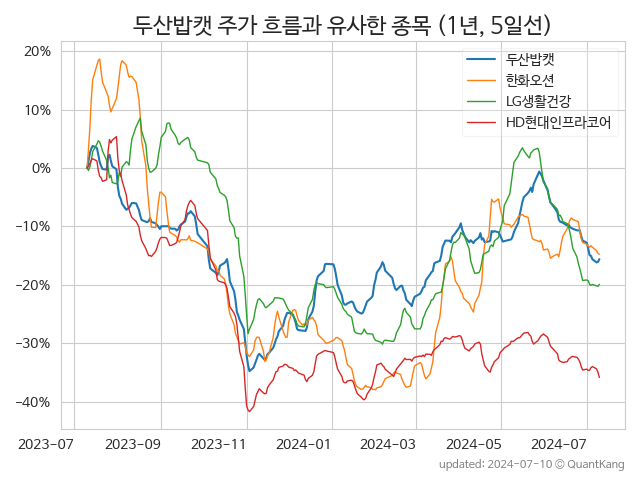 두산밥캣 주가 흐름과 유사한 종목 (1년, 5일선)
두산밥캣
한화오션
LG생활건강
HD현대인프라코어
20%
10%
0%
−10%
−20%
−30%
−40%
2023-07
2023-09
2023-11
2024-01
2024-03
2024-05
2024-07
updated: 2024-07-10 © QuantKang